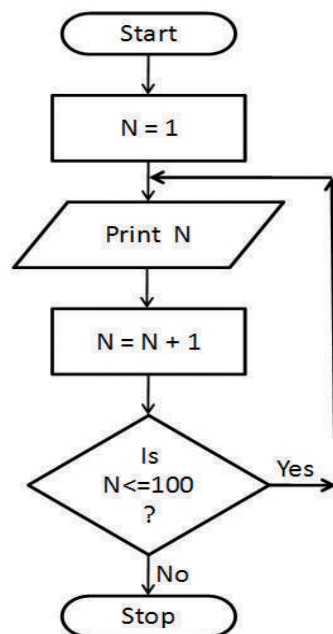 Start
N = 1
Print N
N = N + 1
Is
N<=100
?
Yes
No
Stop